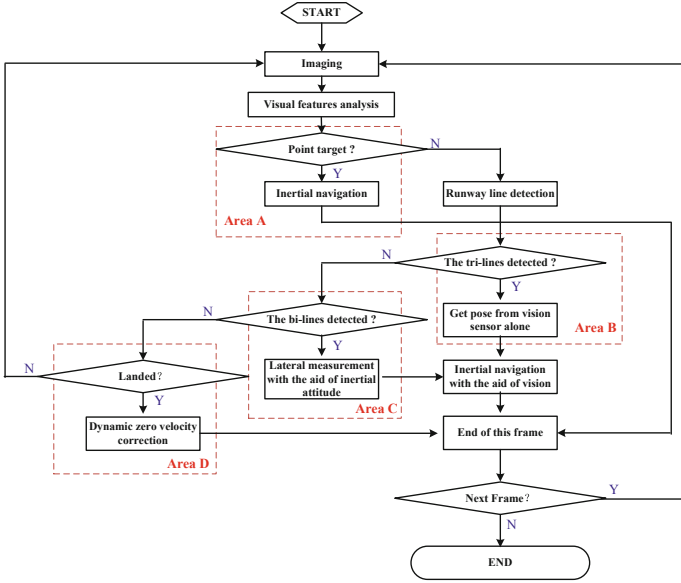 START
Imaging
Visual features analysis
Point target ?
N
Y
Inertial navigation
Runway line detection
Area A
N
The tri-lines detected ?
Y
N
The bi-lines detected ?
Get pose from vision
sensor alone
Area B
Y
N
Landed?
Lateral measurement
with the aid of inertial
attitude
Inertial navigation
with the aid of vision
Y
Area C
Dynamic zero velocity
correction
End of this frame
Area D
Next Frame?
Y
N
END